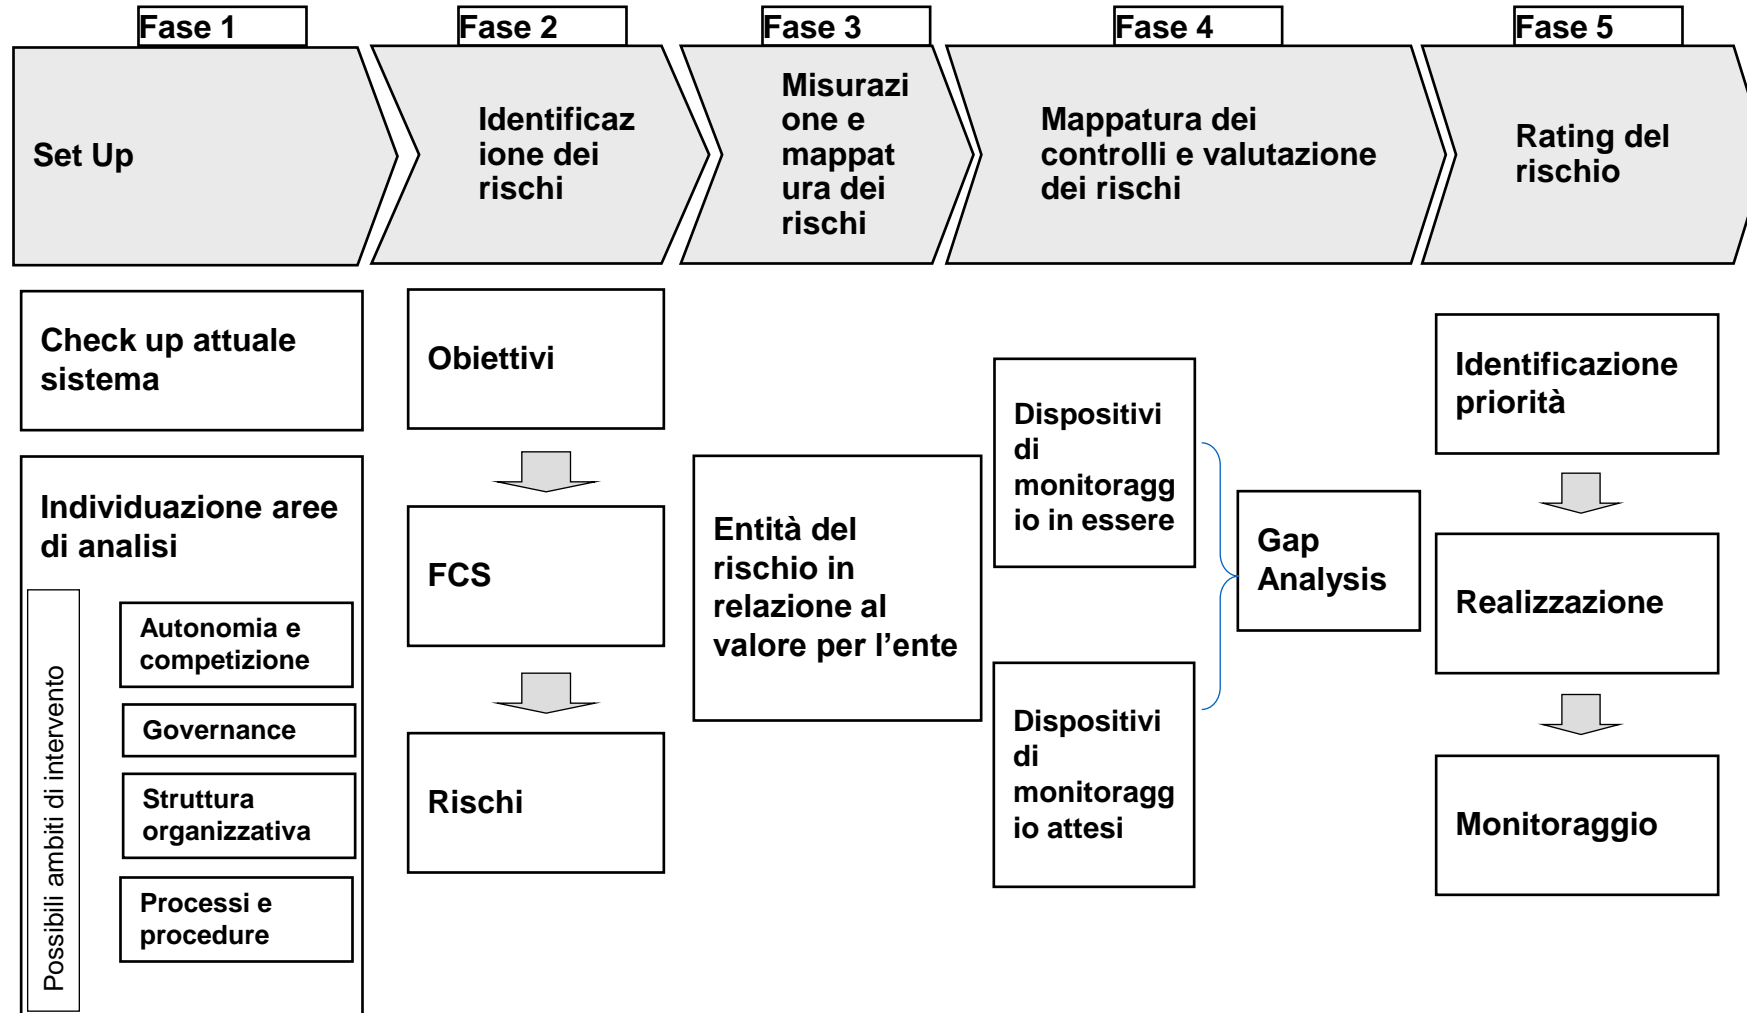 Fase 1
Fase 2
Fase 3
Fase 4
Fase 5
Set Up
Identificaz
ione dei
rischi
Misurazi
one e
mappat
ura dei
rischi
Mappatura dei
controlli e valutazione
dei rischi
Rating del
rischio
Check up attuale
sistema
Individuazione aree
di analisi
Possibili ambiti di intervento
Autonomia e
competizione
Governance
Struttura
organizzativa
Processi e
procedure
Obiettivi
FCS
Rischi
Entità del
rischio in
relazione al
valore per l’ente
Dispositivi
di
monitoragg
io in essere
Dispositivi
di
monitoragg
io attesi
Gap
Analysis
Identificazione
priorità
Realizzazione
Monitoraggio